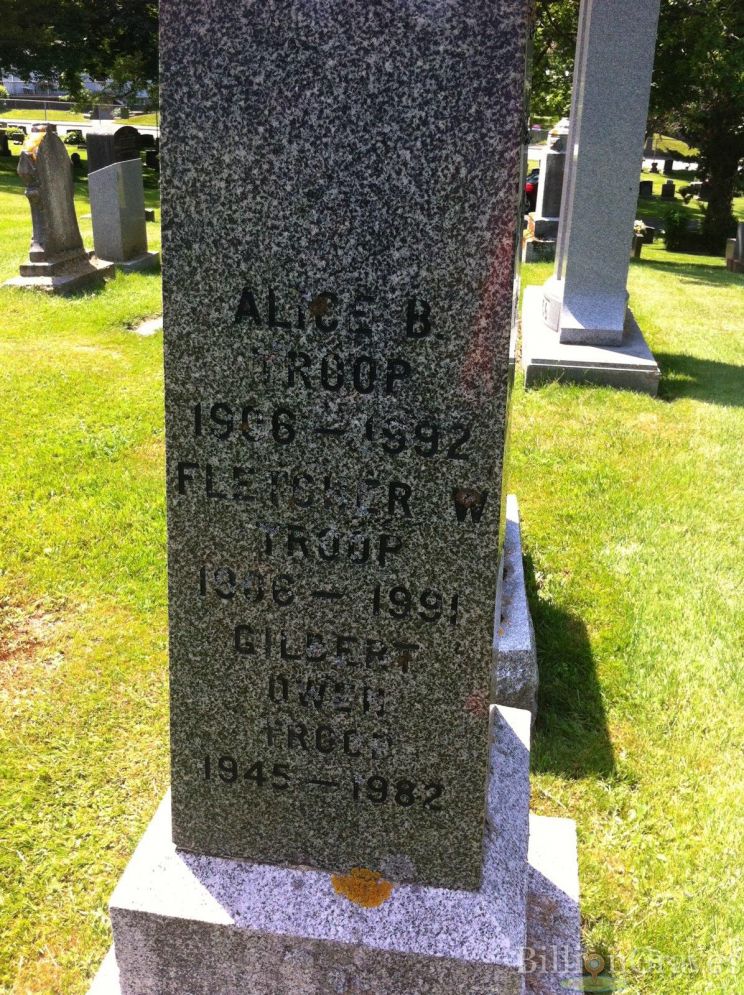 ALICE B.
TROOP
1906 — 1992
FLETCHER W
TROOP
1906 — 1991
GILBERT
OWEN
TROOP
1945 — 1982
BillionGraves